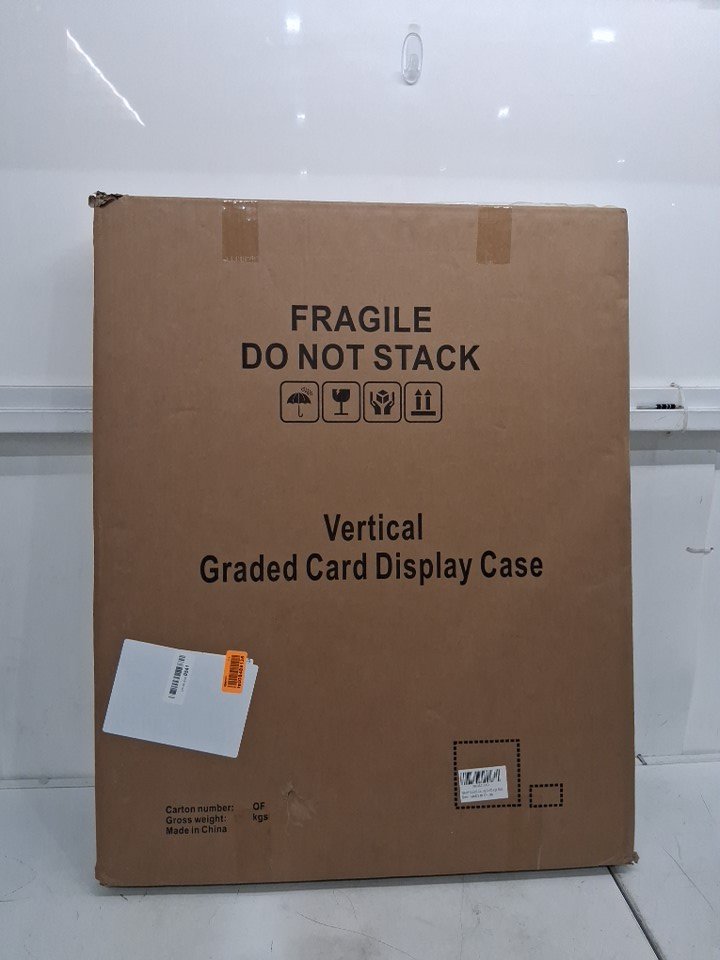 FRAGILE
DO NOT STACK
Vertical
Graded Card Display Case
Carton number: OF
Gross weight: kgs
Made in China